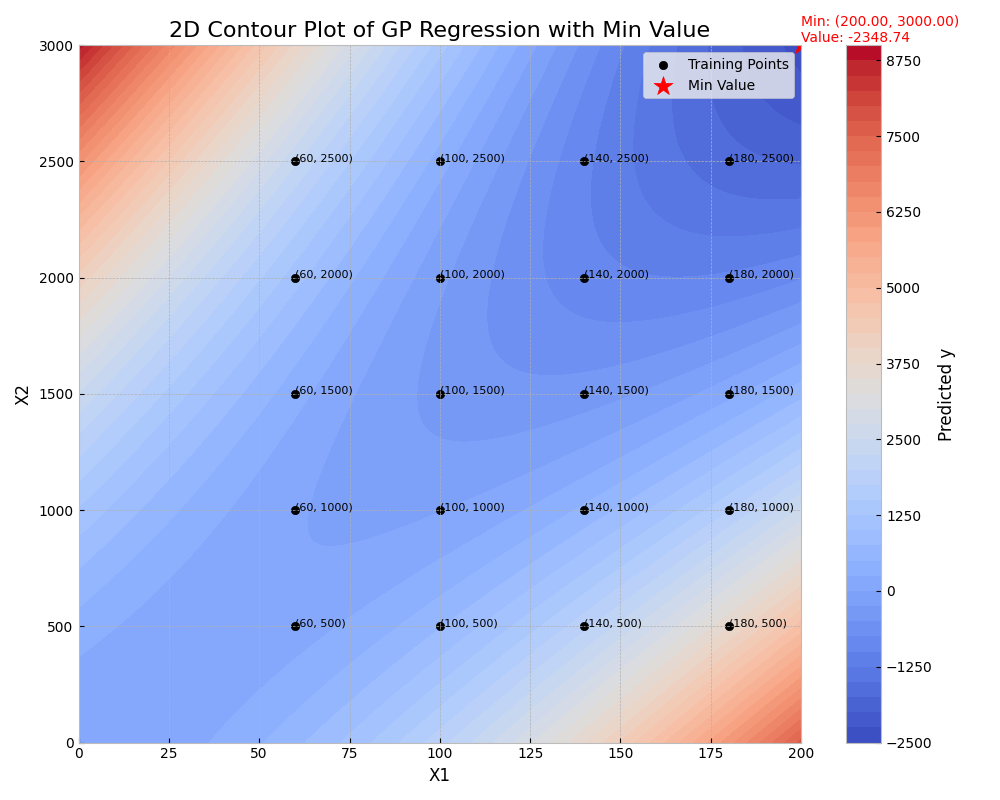 2D Contour Plot of GP Regression with Min Value
Min: (200.00, 3000.00)
Value: -2348.74
Training Points
Min Value
3000
2500
2000
1500
1000
500
0
X2
(60, 2500) (100, 2500) (140, 2500) (180, 2500)
(60, 2000) (100, 2000) (140, 2000) (180, 2000)
(60, 1500) (100, 1500) (140, 1500) (180, 1500)
(60, 1000) (100, 1000) (140, 1000) (180, 1000)
(60, 500) (100, 500) (140, 500) (180, 500)
0 25 50 75 100 125 150 175 200
X1
8750
7500
6250
5000
3750
2500
1250
0
−1250
−2500
Predicted y